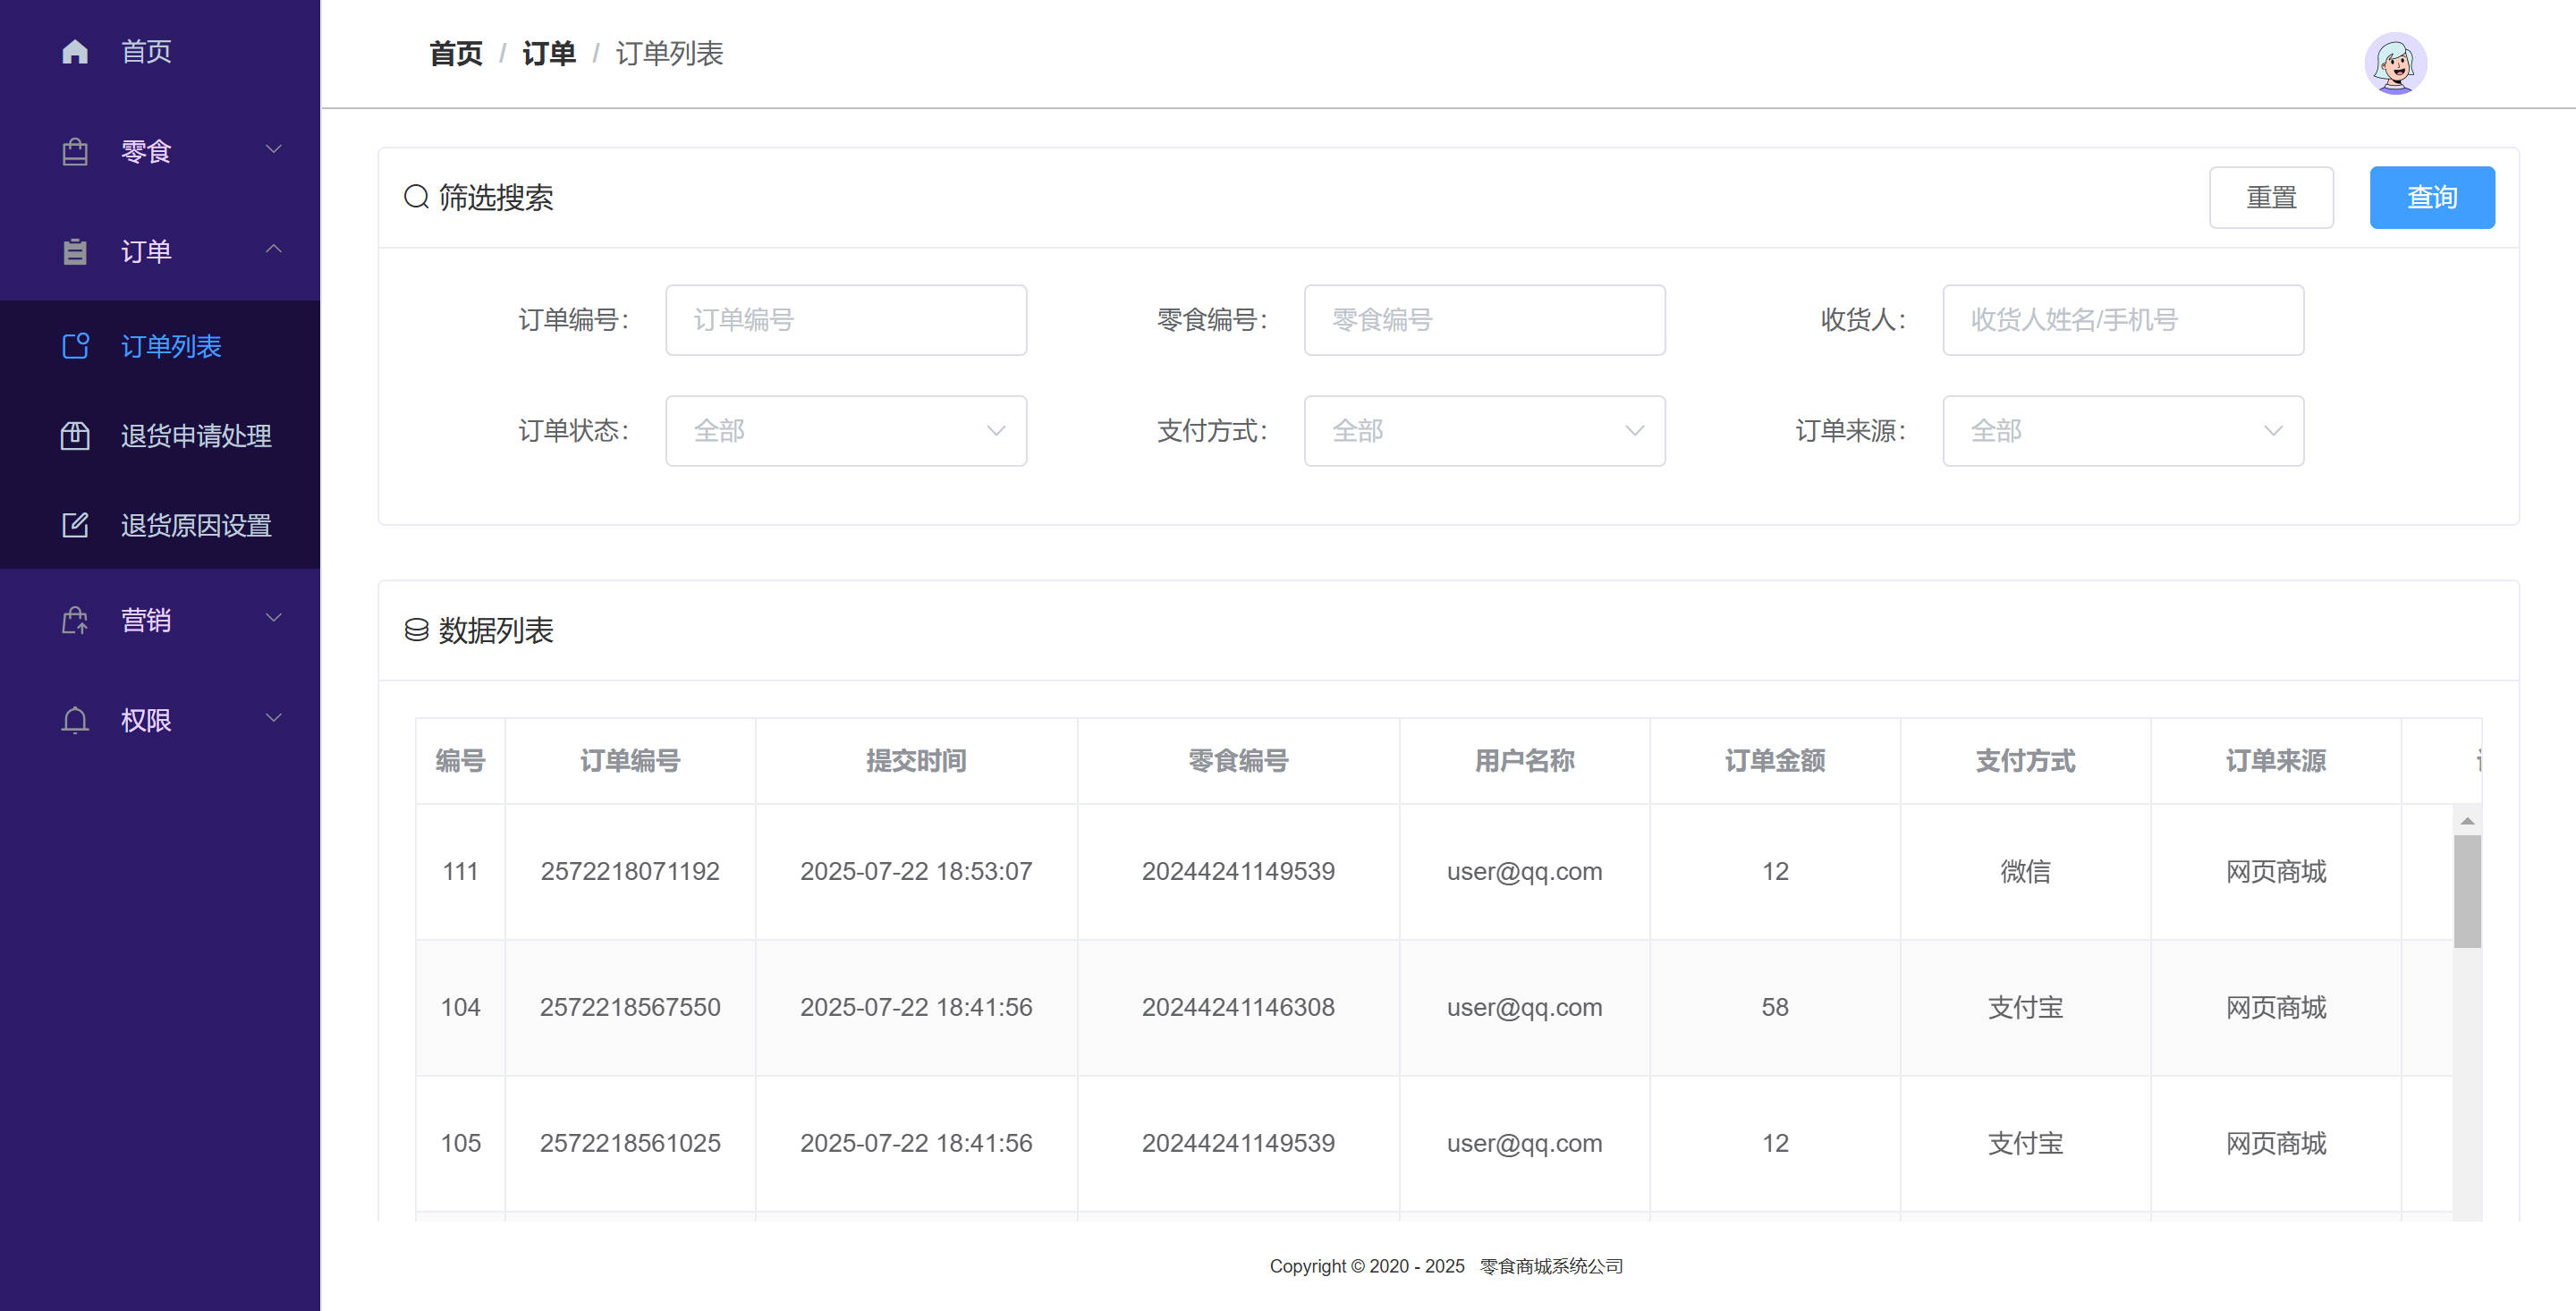 首页
零食
订单
订单列表
退货申请处理
退货原因设置
营销
权限
首页 / 订单 / 订单列表
筛选搜索 重置 查询
订单编号： 订单编号 零食编号： 零食编号 收货人： 收货人姓名/手机号
订单状态： 全部 支付方式： 全部 订单来源： 全部
数据列表
编号 订单编号 提交时间 零食编号 用户名称 订单金额 支付方式 订单来源
111 2572218071192 2025-07-22 18:53:07 20244241149539 user@qq.com 12 微信 网页商城
104 2572218567550 2025-07-22 18:41:56 20244241146308 user@qq.com 58 支付宝 网页商城
105 2572218561025 2025-07-22 18:41:56 20244241149539 user@qq.com 12 支付宝 网页商城
Copyright © 2020 - 2025 零食商城系统公司